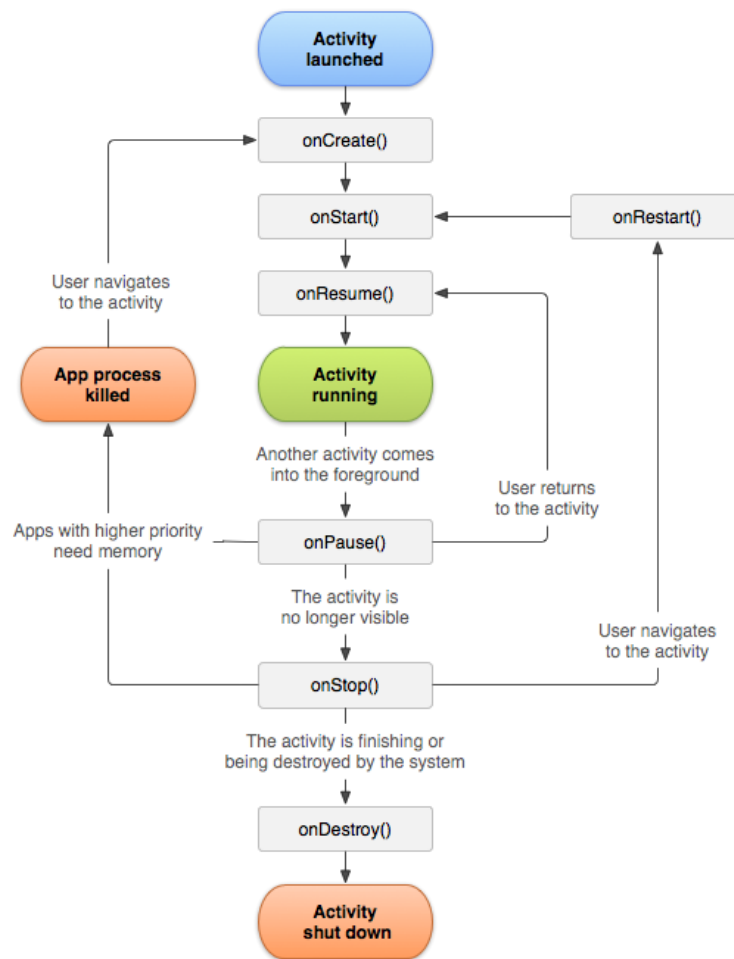 Activity
launched
onCreate()
onStart()
onRestart()
User navigates
to the activity
onResume()
App process
killed
Activity
running
Another activity comes
into the foreground
User returns
to the activity
Apps with higher priority
need memory
onPause()
The activity is
no longer visible
User navigates
to the activity
onStop()
The activity is finishing or
being destroyed by the system
onDestroy()
Activity
shut down